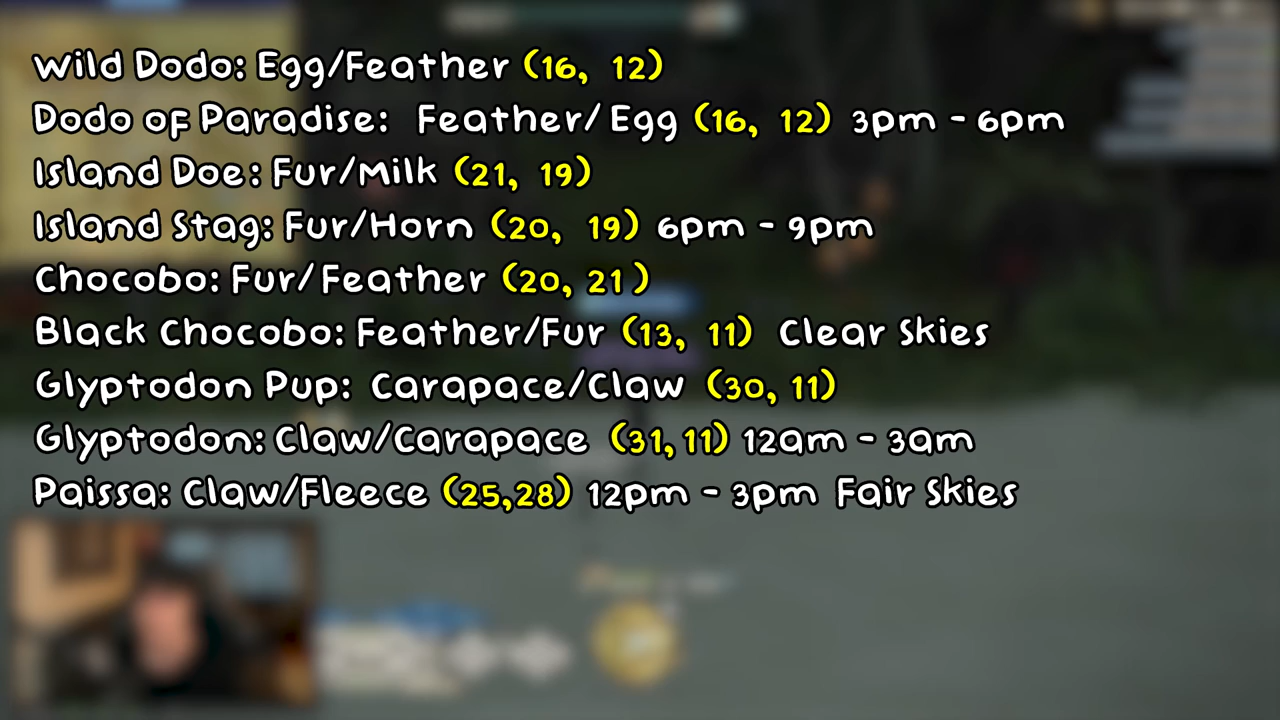 Wild Dodo: Egg/Feather (16, 12)
Dodo of Paradise: Feather/Egg (16, 12) 3pm - 6pm
Island Doe: Fur/Milk (21, 19)
Island Stag: Fur/Horn (20, 19) 6pm - 9pm
Chocobo: Fur/Feather (20, 21)
Black Chocobo: Feather/Fur (13, 11) Clear Skies
Glyptodon Pup: Carapace/Claw (30, 11)
Glyptodon: Claw/Carapace (31, 11) 12am - 3am
Paissa: Claw/Fleece (25,28) 12pm - 3pm Fair Skies